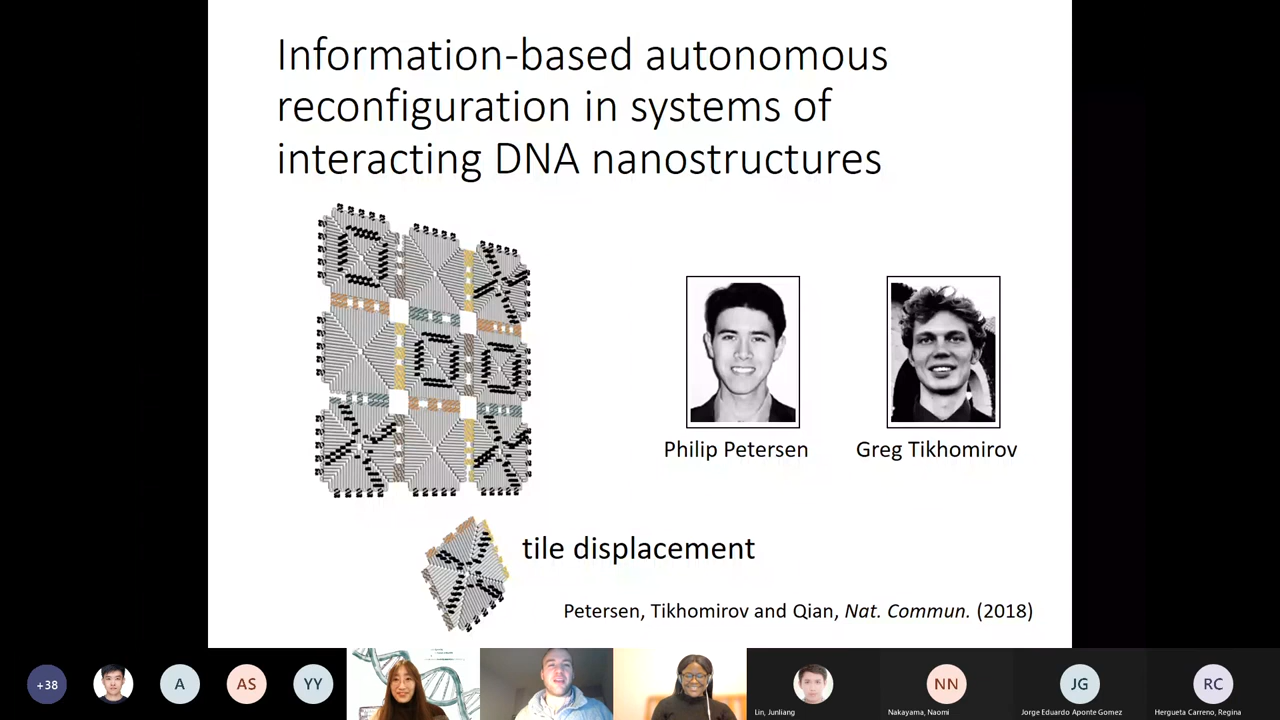 Information-based autonomous
reconfiguration in systems of
interacting DNA nanostructures
Philip Petersen
Greg Tikhomirov
tile displacement
Petersen, Tikhomirov and Qian, Nat. Commun. (2018)
+38
A
AS
YY
Lin, Junliang
NN
Nakayama, Naomi
JG
Jorge Eduardo Aponte Gomez
RC
Hergueta Carreno, Regina